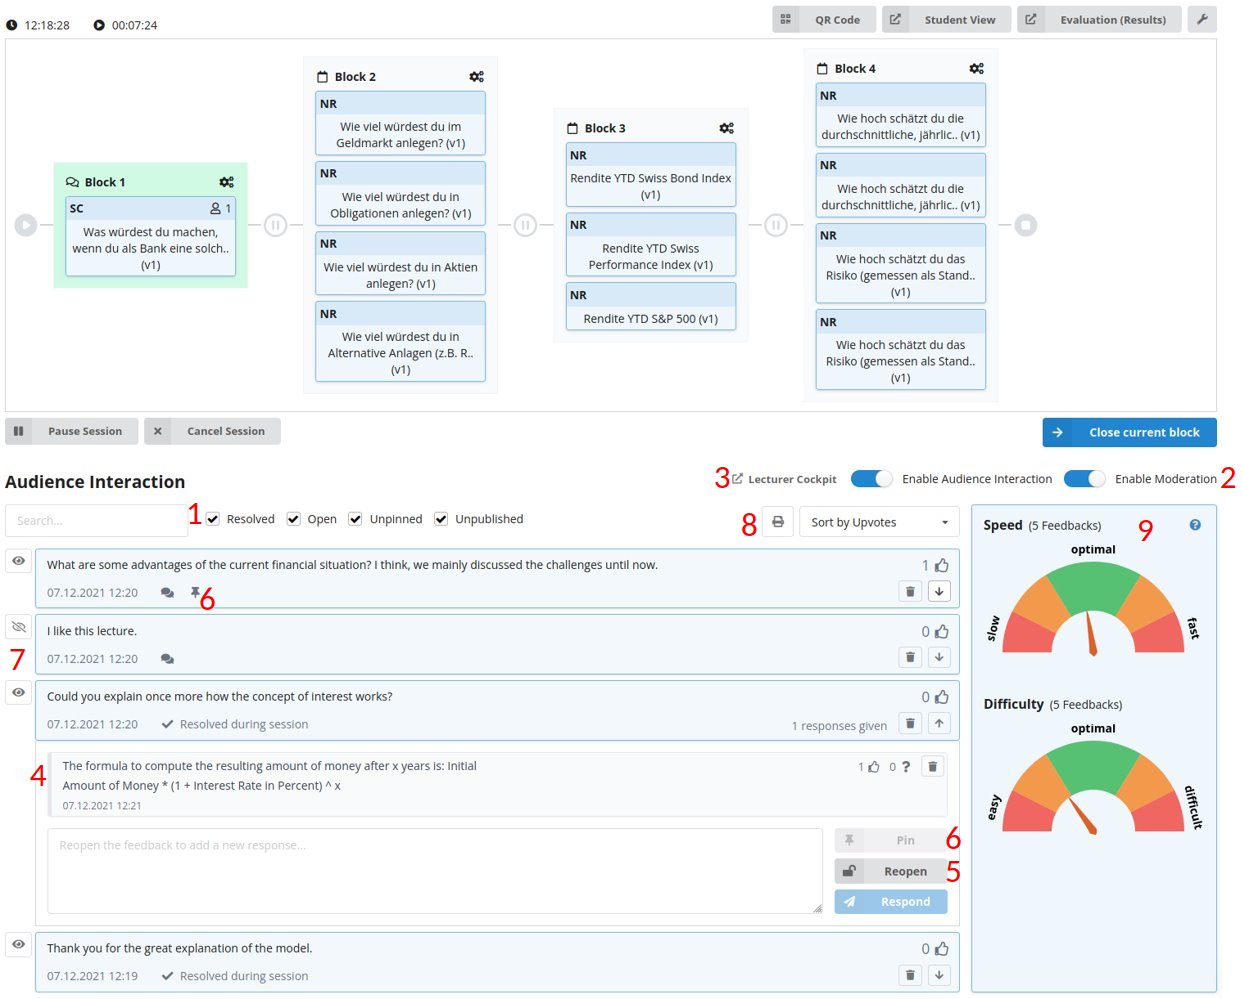 12:18:28 00:07:24 QR Code Student View Evaluation (Results)
Block 1
SC 1
Was würdest du machen,
wenn du als Bank eine solch..
(v1)
Block 2
NR
Wie viel würdest du im
Geldmarkt anlegen? (v1)
NR
Wie viel würdest du in
Obligationen anlegen? (v1)
NR
Wie viel würdest du in Aktien
anlegen? (v1)
NR
Wie viel würdest du in
Alternative Anlagen (z.B. R..
(v1)
Block 3
NR
Rendite YTD Swiss Bond Index
(v1)
NR
Rendite YTD Swiss
Performance Index (v1)
NR
Rendite YTD S&P 500 (v1)
Block 4
NR
Wie hoch schätzt du die
durchschnittliche, jährlic.. (v1)
NR
Wie hoch schätzt du die
durchschnittliche, jährlic.. (v1)
NR
Wie hoch schätzt du das
Risiko (gemessen als Stand..
(v1)
NR
Wie hoch schätzt du das
Risiko (gemessen als Stand..
(v1)
Pause Session Cancel Session Close current block
Audience Interaction 3 Lecturer Cockpit Enable Audience Interaction Enable Moderation 2
Search... 1 Resolved Open Unpinned Unpublished 8 Sort by Upvotes
What are some advantages of the current financial situation? I think, we mainly discussed the challenges until now. 1
07.12.2021 12:20 6
I like this lecture. 0
7 07.12.2021 12:20
Could you explain once more how the concept of interest works? 0
07.12.2021 12:20 Resolved during session 1 responses given
4 The formula to compute the resulting amount of money after x years is: Initial 1 0 ?
Amount of Money * (1 + Interest Rate in Percent) ^ x
07.12.2021 12:21
Reopen the feedback to add a new response...
Pin 6
Reopen 5
Respond
Thank you for the great explanation of the model. 0
07.12.2021 12:19 Resolved during session
Speed (5 Feedbacks) 9 ?
optimal
slow fast
Difficulty (5 Feedbacks)
optimal
easy difficult